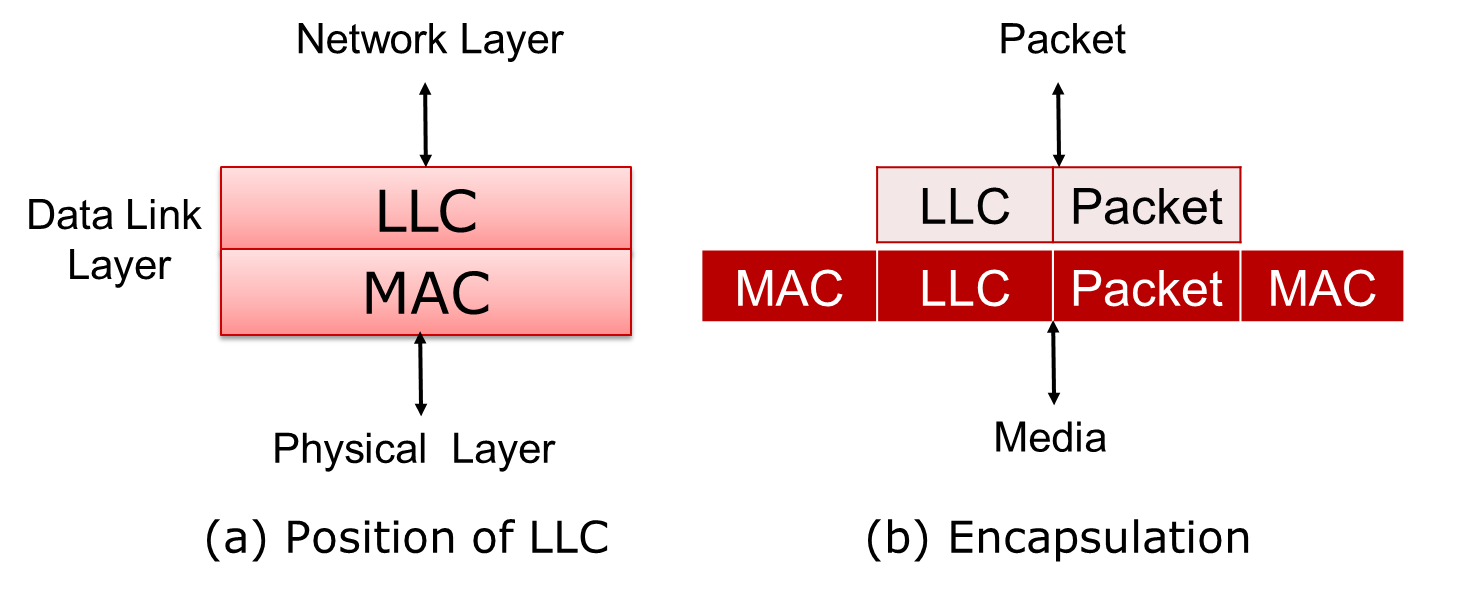 Network Layer
Data Link
Layer
LLC
MAC
Physical Layer
(a) Position of LLC
Packet
LLC Packet
MAC LLC Packet MAC
Media
(b) Encapsulation